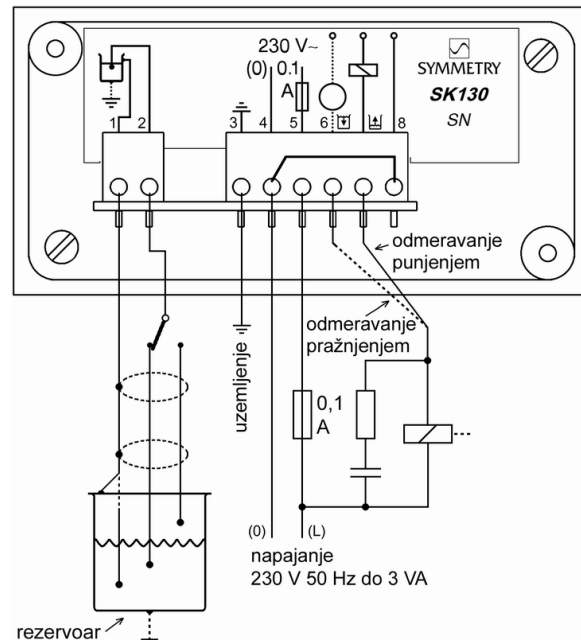 230 V~
(0) 0.1
A
SYMMETRY
SK130
SN
1 2
3 4 5 6 8
odmeravanje
punjenjem
odmeravanje
pražnjenjem
uzemljenje
0,1
A
(0) (L)
napajanje
230 V 50 Hz do 3 VA
rezervoar